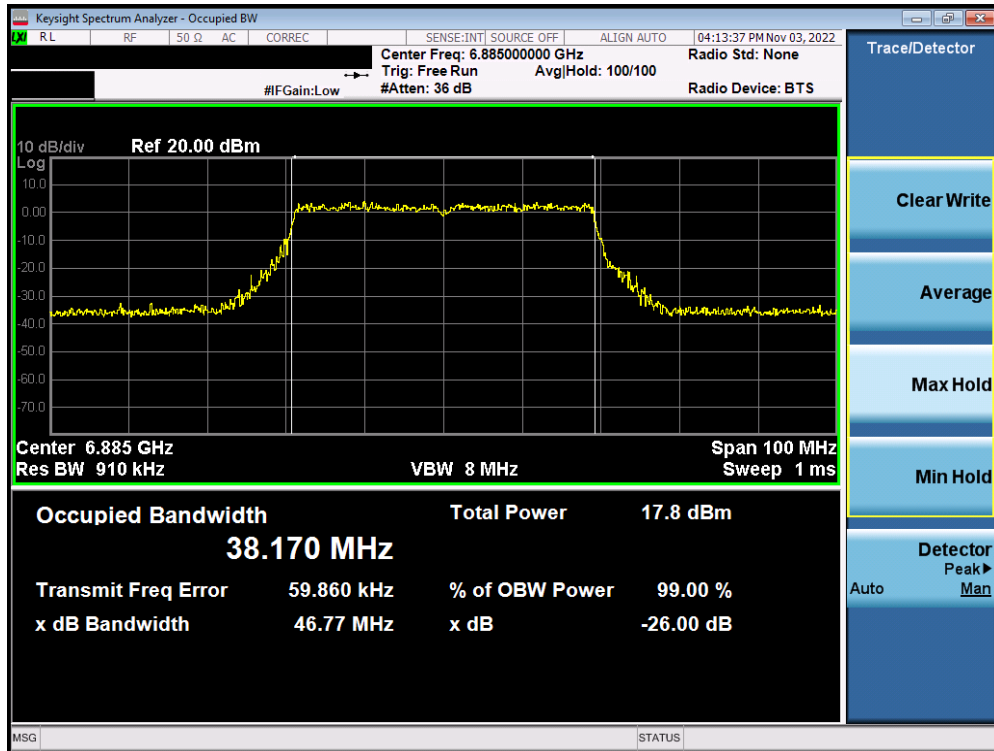 Keysight Spectrum Analyzer - Occupied BW
LXI RL RF 50 Ω AC CORREC SENSE:INT SOURCE OFF ALIGN AUTO 04:13:37 PM Nov 03, 2022
Center Freq: 6.885000000 GHz Radio Std: None
Trig: Free Run Avg|Hold: 100/100
#IFGain:Low #Atten: 36 dB Radio Device: BTS
Trace/Detector
10 dB/div Ref 20.00 dBm
Log
10.0
0.00
-10.0
-20.0
-30.0
-40.0
-50.0
-60.0
-70.0
Center 6.885 GHz Span 100 MHz
Res BW 910 kHz VBW 8 MHz Sweep 1 ms
Occupied Bandwidth Total Power 17.8 dBm
38.170 MHz
Transmit Freq Error 59.860 kHz % of OBW Power 99.00 %
x dB Bandwidth 46.77 MHz x dB -26.00 dB
Clear Write
Average
Max Hold
Min Hold
Detector
Peak▶
Auto Man
MSG STATUS